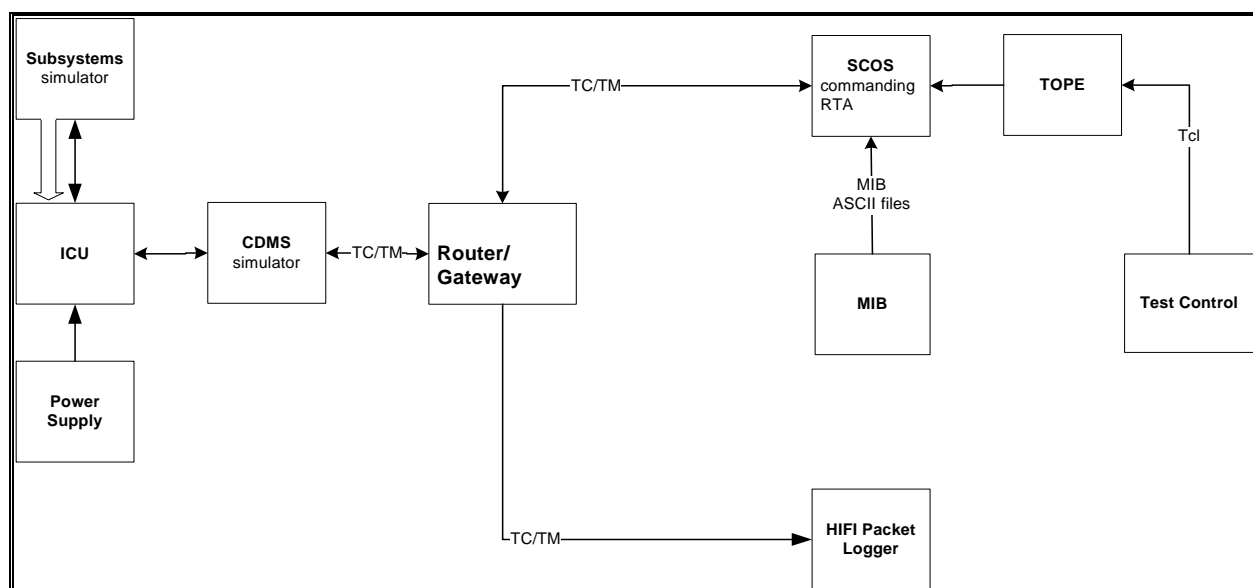 Subsystems
simulator
SCOS
commanding
RTA
TOPE
TC/TM
Tcl
MIB
ASCII files
ICU
CDMS
simulator
TC/TM
Router/
Gateway
MIB
Test Control
Power
Supply
TC/TM
HIFI Packet
Logger